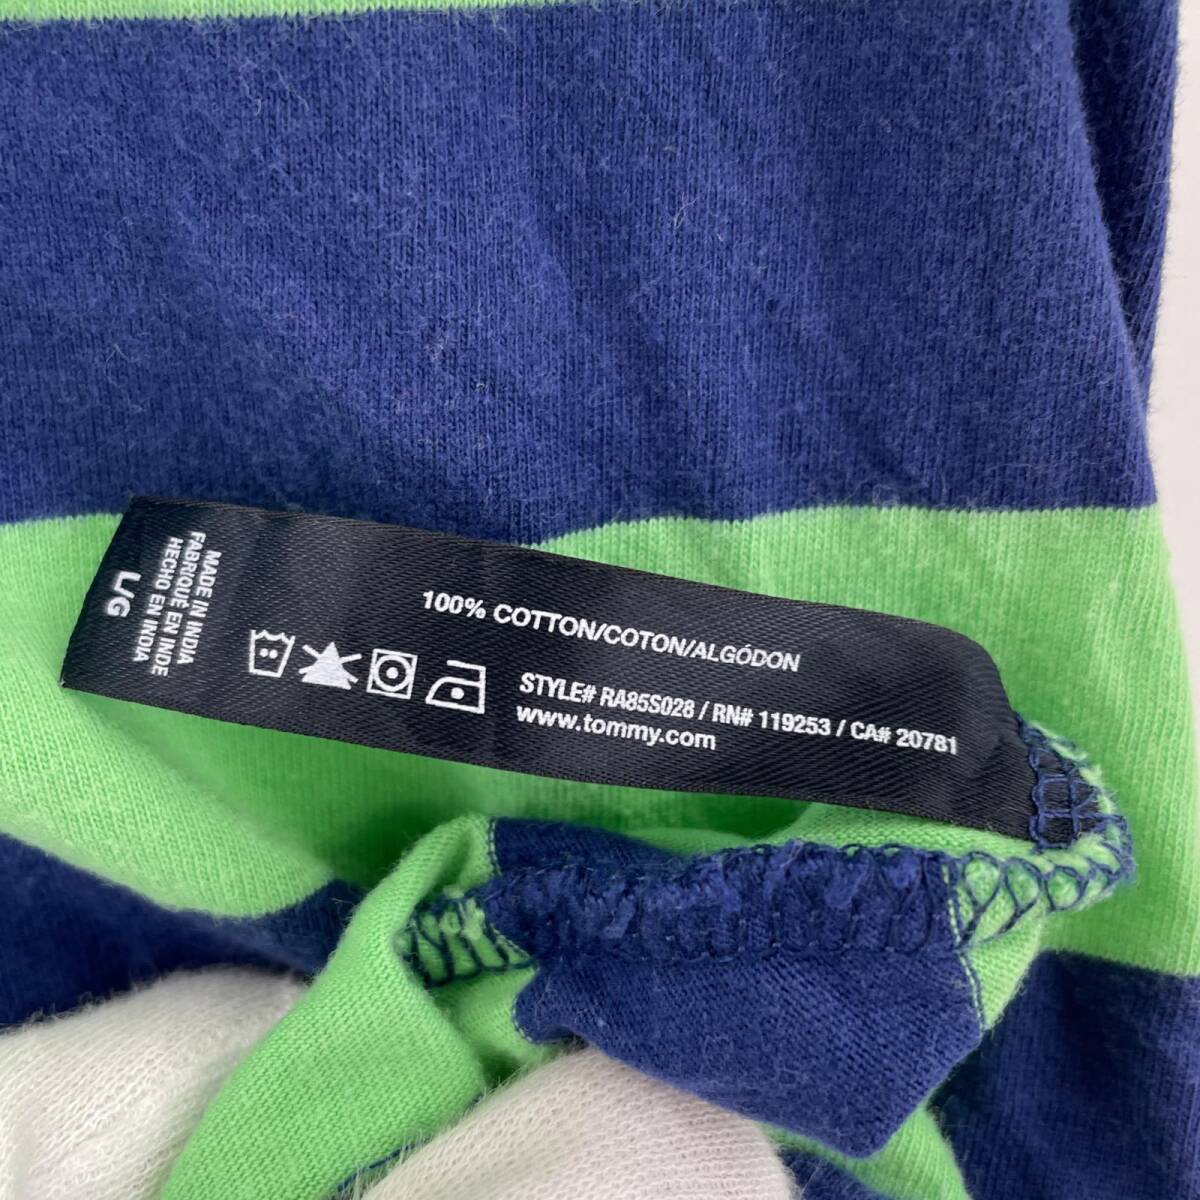 MADE IN INDIA
FABRIQUÉ EN INDE
HECHO EN INDIA
L/G
100% COTTON/COTON/ALGÓDON
STYLE# RA85S028 / RN# 119253 / CA# 20781
www.tommy.com